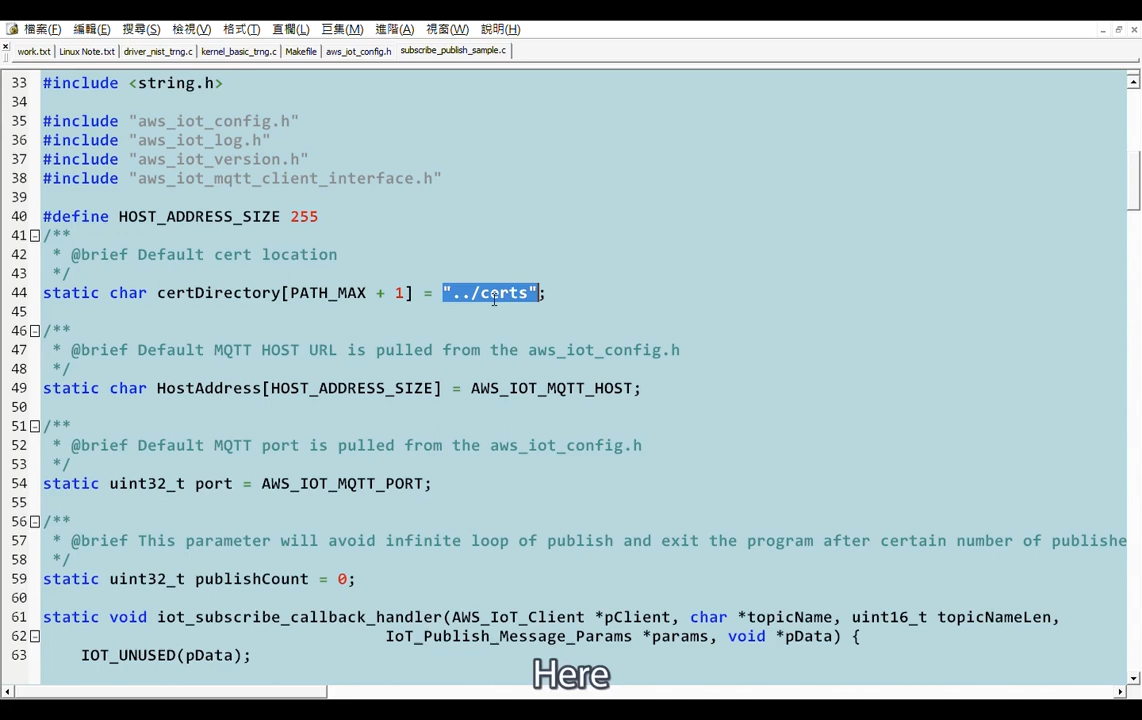 檔案(F) 編輯(E) 搜尋(S) 檢視(V) 格式(T) 直欄(L) 巨集(M) 進階(A) 視窗(W) 說明(H)
work.txt Linux Note.txt driver_nist_trng.c kernel_basic_trng.c Makefile aws_iot_config.h subscribe_publish_sample.c
33 #include <string.h>
34
35 #include "aws_iot_config.h"
36 #include "aws_iot_log.h"
37 #include "aws_iot_version.h"
38 #include "aws_iot_mqtt_client_interface.h"
39
40 #define HOST_ADDRESS_SIZE 255
41 /**
42  * @brief Default cert location
43  */
44 static char certDirectory[PATH_MAX + 1] = "../certs";
45
46 /**
47  * @brief Default MQTT HOST URL is pulled from the aws_iot_config.h
48  */
49 static char HostAddress[HOST_ADDRESS_SIZE] = AWS_IOT_MQTT_HOST;
50
51 /**
52  * @brief Default MQTT port is pulled from the aws_iot_config.h
53  */
54 static uint32_t port = AWS_IOT_MQTT_PORT;
55
56 /**
57  * @brief This parameter will avoid infinite loop of publish and exit the program after certain number of publishe
58  */
59 static uint32_t publishCount = 0;
60
61 static void iot_subscribe_callback_handler(AWS_IoT_Client *pClient, char *topicName, uint16_t topicNameLen,
62 IoT_Publish_Message_Params *params, void *pData) {
63 IOT_UNUSED(pData);
Here